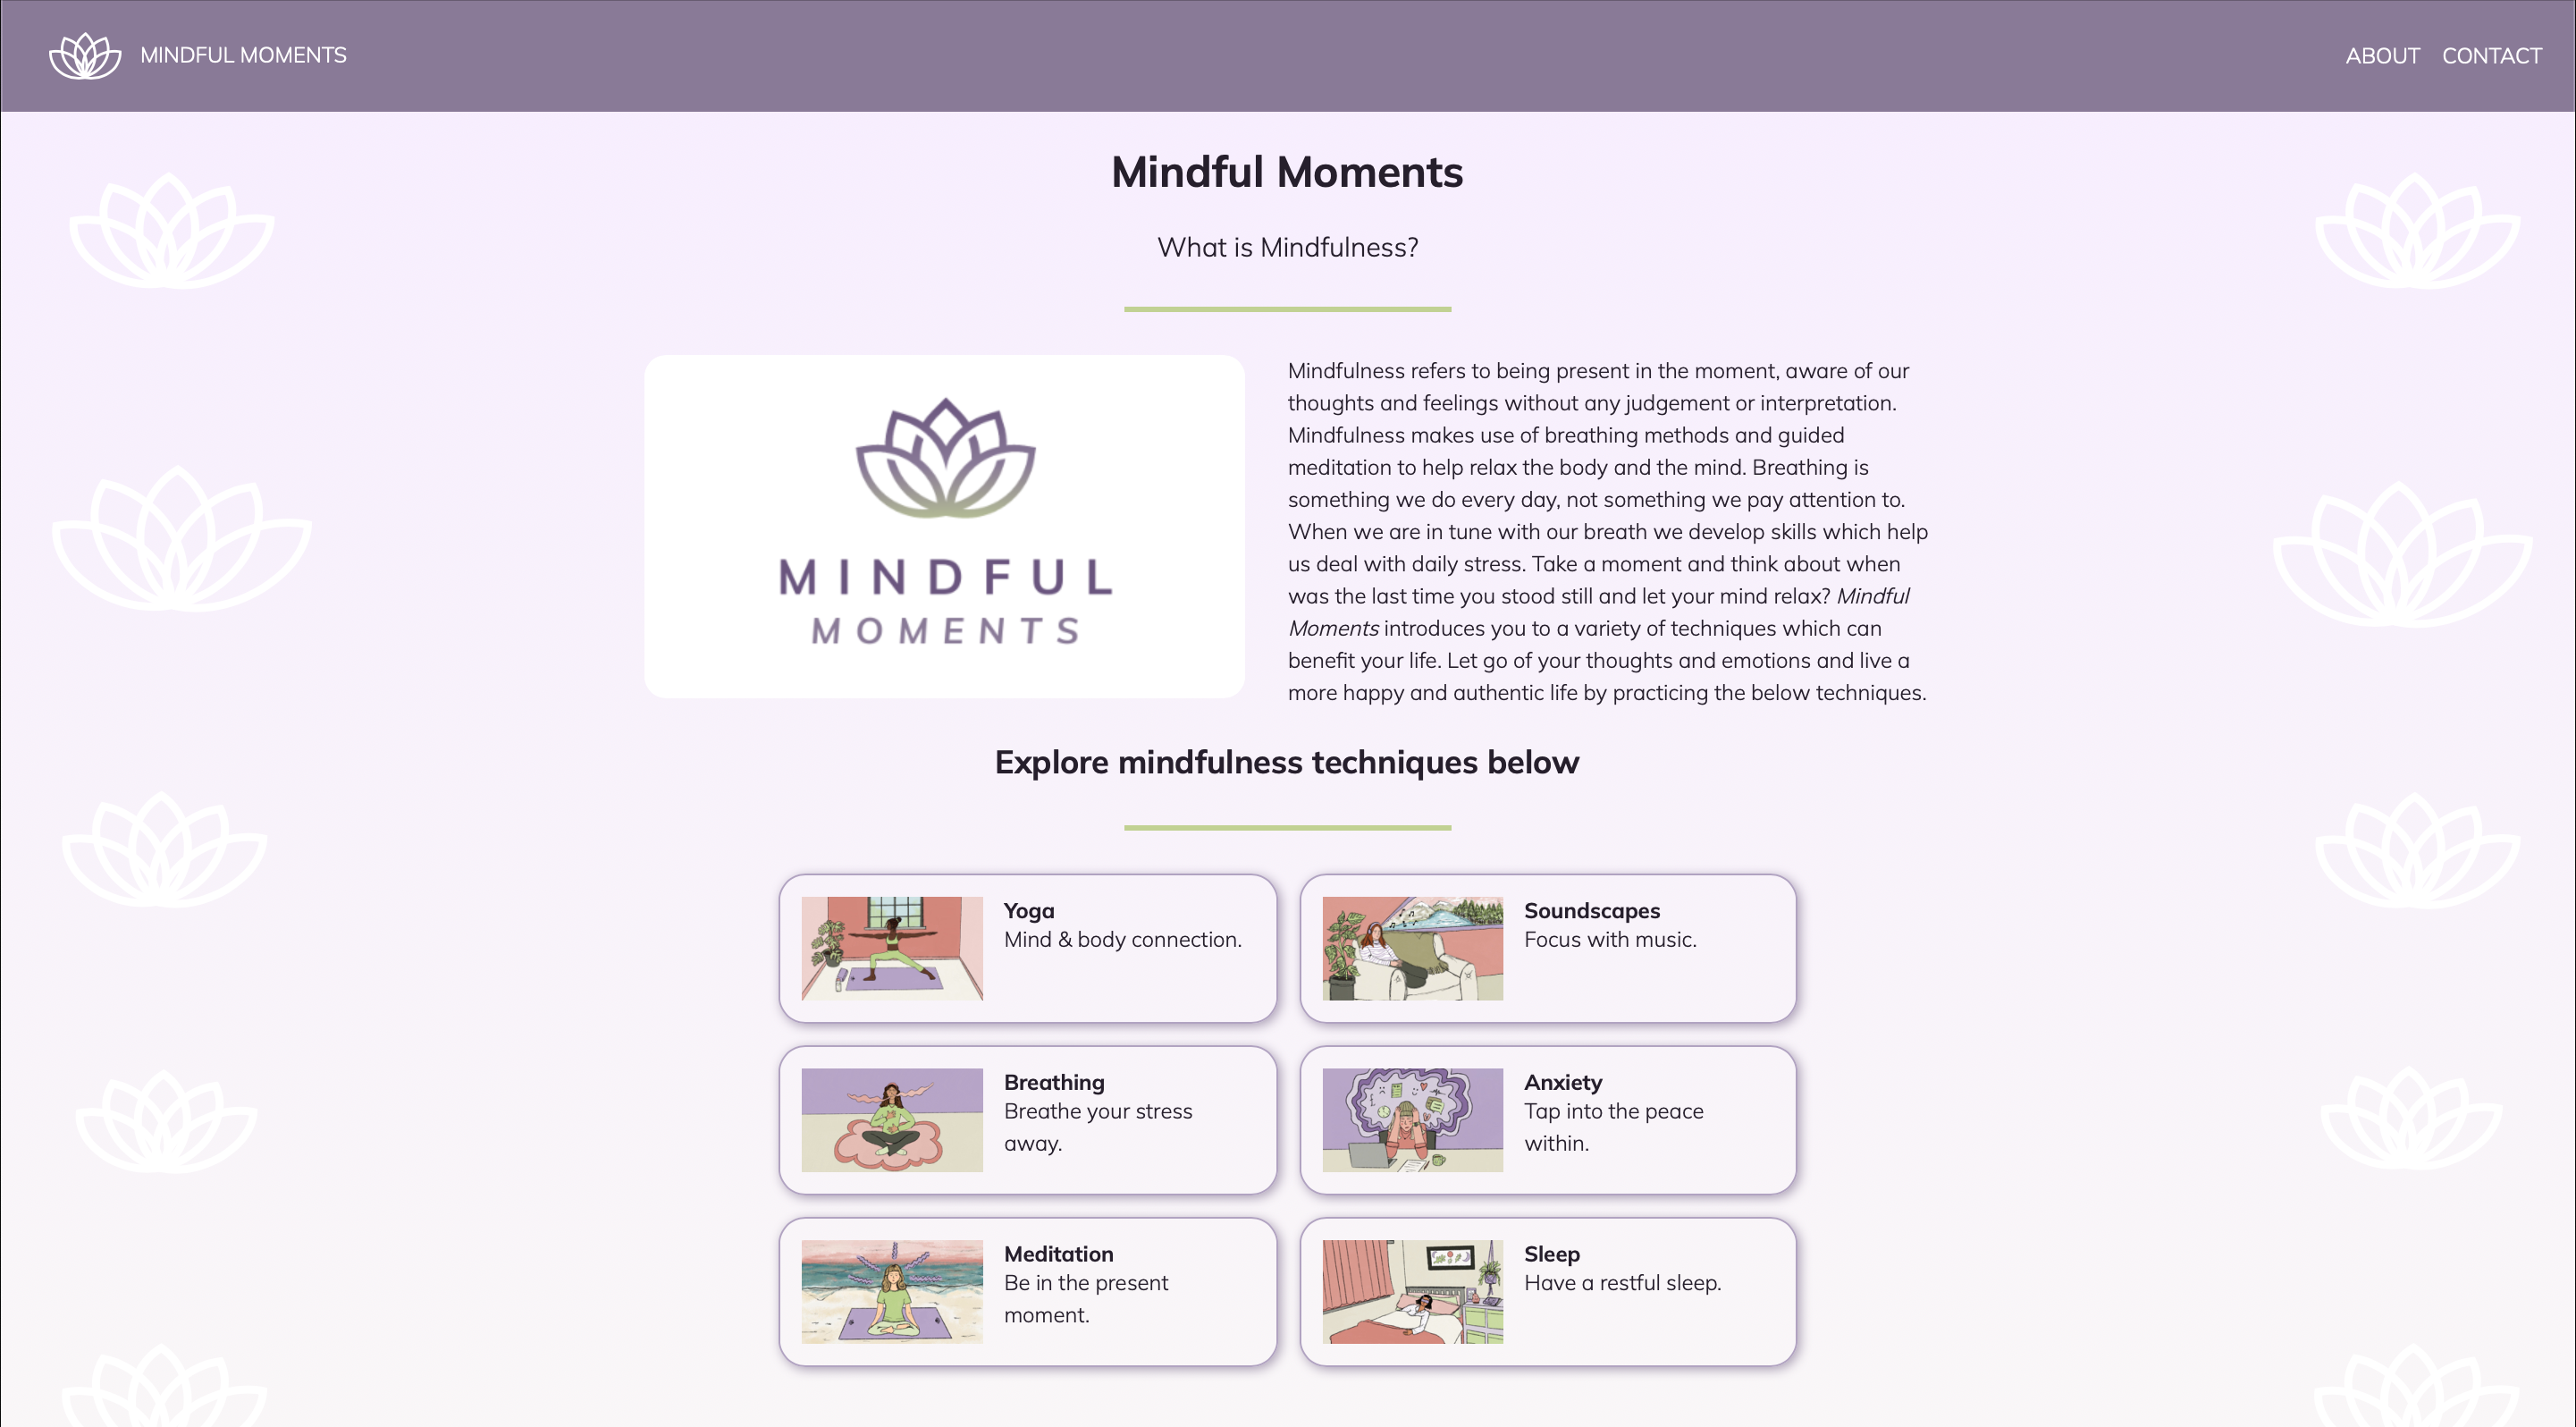 MINDFUL MOMENTS
ABOUT CONTACT
Mindful Moments
What is Mindfulness?
MINDFUL
MOMENTS
Mindfulness refers to being present in the moment, aware of our
thoughts and feelings without any judgement or interpretation.
Mindfulness makes use of breathing methods and guided
meditation to help relax the body and the mind. Breathing is
something we do every day, not something we pay attention to.
When we are in tune with our breath we develop skills which help
us deal with daily stress. Take a moment and think about when
was the last time you stood still and let your mind relax? Mindful
Moments introduces you to a variety of techniques which can
benefit your life. Let go of your thoughts and emotions and live a
more happy and authentic life by practicing the below techniques.
Explore mindfulness techniques below
Yoga
Mind & body connection.
Soundscapes
Focus with music.
Breathing
Breathe your stress
away.
Anxiety
Tap into the peace
within.
Meditation
Be in the present
moment.
Sleep
Have a restful sleep.